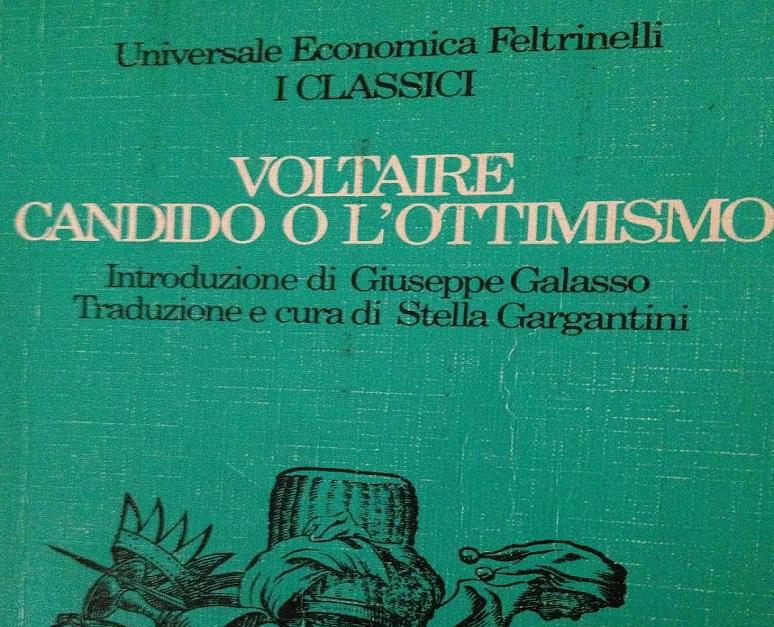 Universale Economica Feltrinelli
I CLASSICI
VOLTAIRE
CANDIDO O L'OTTIMISMO
Introduzione di Giuseppe Galasso
Traduzione e cura di Stella Gargantini